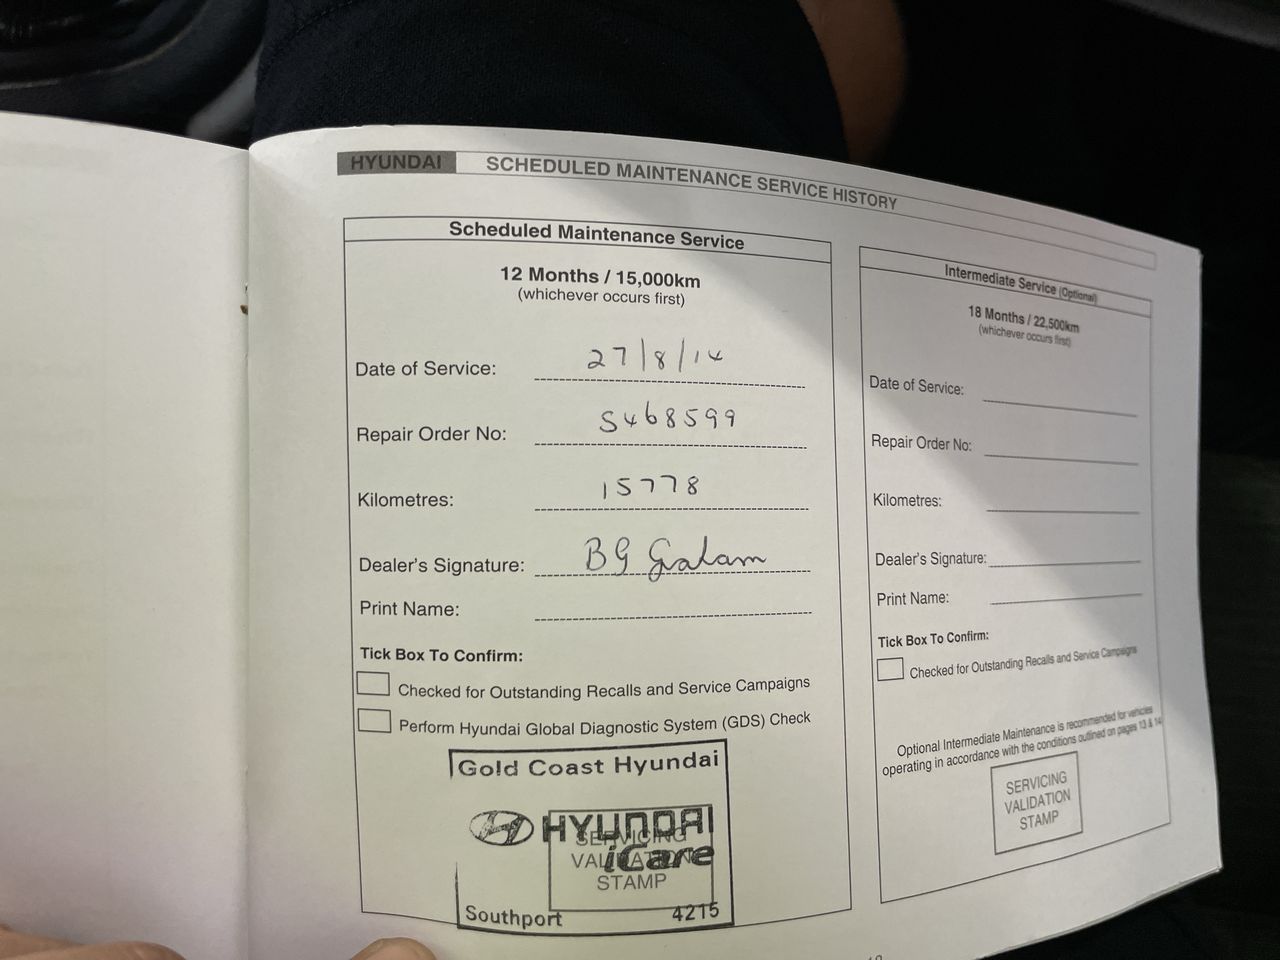 HYUNDAI SCHEDULED MAINTENANCE SERVICE HISTORY
Scheduled Maintenance Service
12 Months / 15,000km
(whichever occurs first)
Date of Service: 27/8/14
Repair Order No: S468599
Kilometres: 15778
Dealer's Signature: BG Graham
Print Name:
Tick Box To Confirm:
Checked for Outstanding Recalls and Service Campaigns
Perform Hyundai Global Diagnostic System (GDS) Check
Gold Coast Hyundai
HYUNDAI
iCare
SERVICING
VALIDATION
STAMP
Southport 4215
Intermediate Service (Optional)
18 Months / 22,500km
(whichever occurs first)
Date of Service:
Repair Order No:
Kilometres:
Dealer's Signature:
Print Name:
Tick Box To Confirm:
Checked for Outstanding Recalls and Service Campaigns
Optional Intermediate Maintenance is recommended for vehicles
operating in accordance with the conditions outlined on pages 13 & 14
SERVICING
VALIDATION
STAMP